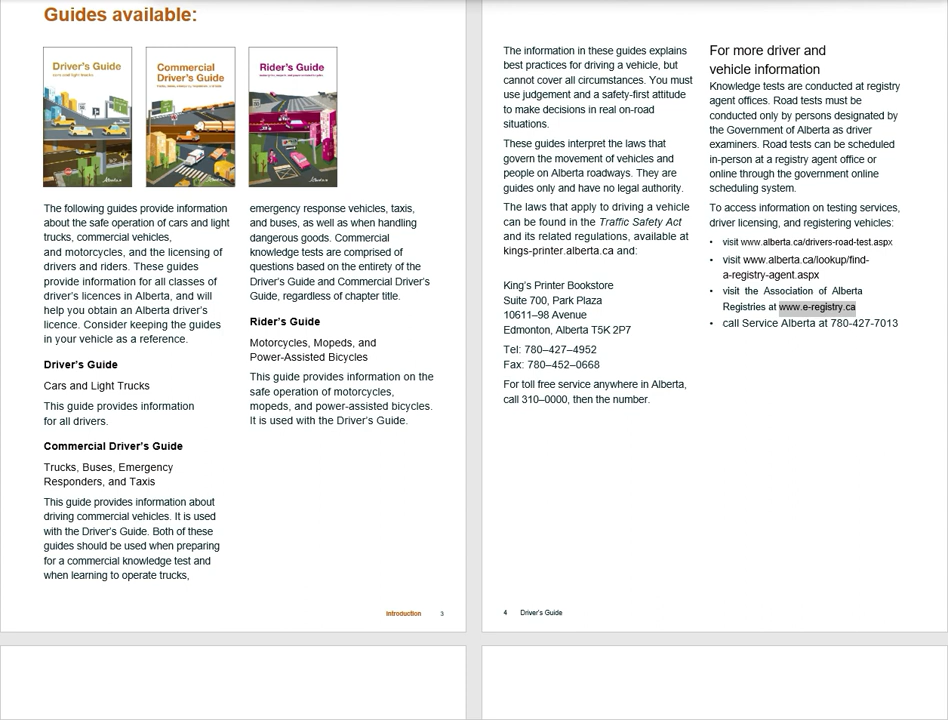 Guides available:
Driver's Guide
Commercial
Driver's Guide
Rider's Guide
The following guides provide information
about the safe operation of cars and light
trucks, commercial vehicles,
and motorcycles, and the licensing of
drivers and riders. These guides
provide information for all classes of
driver's licences in Alberta, and will
help you obtain an Alberta driver's
licence. Consider keeping the guides
in your vehicle as a reference.
Driver's Guide
Cars and Light Trucks
This guide provides information
for all drivers.
Commercial Driver's Guide
Trucks, Buses, Emergency
Responders, and Taxis
This guide provides information about
driving commercial vehicles. It is used
with the Driver's Guide. Both of these
guides should be used when preparing
for a commercial knowledge test and
when learning to operate trucks,
emergency response vehicles, taxis,
and buses, as well as when handling
dangerous goods. Commercial
knowledge tests are comprised of
questions based on the entirety of the
Driver's Guide and Commercial Driver's
Guide, regardless of chapter title.
Rider's Guide
Motorcycles, Mopeds, and
Power-Assisted Bicycles
This guide provides information on the
safe operation of motorcycles,
mopeds, and power-assisted bicycles.
It is used with the Driver's Guide.
Introduction 3
The information in these guides explains
best practices for driving a vehicle, but
cannot cover all circumstances. You must
use judgement and a safety-first attitude
to make decisions in real on-road
situations.
These guides interpret the laws that
govern the movement of vehicles and
people on Alberta roadways. They are
guides only and have no legal authority.
The laws that apply to driving a vehicle
can be found in the Traffic Safety Act
and its related regulations, available at
kings-printer.alberta.ca and:
King's Printer Bookstore
Suite 700, Park Plaza
10611–98 Avenue
Edmonton, Alberta T5K 2P7
Tel: 780–427–4952
Fax: 780–452–0668
For toll free service anywhere in Alberta,
call 310–0000, then the number.
For more driver and
vehicle information
Knowledge tests are conducted at registry
agent offices. Road tests must be
conducted only by persons designated by
the Government of Alberta as driver
examiners. Road tests can be scheduled
in-person at a registry agent office or
online through the government online
scheduling system.
To access information on testing services,
driver licensing, and registering vehicles:
• visit www.alberta.ca/drivers-road-test.aspx
• visit www.alberta.ca/lookup/find-
a-registry-agent.aspx
• visit the Association of Alberta
Registries at www.e-registry.ca
• call Service Alberta at 780-427-7013
4 Driver's Guide